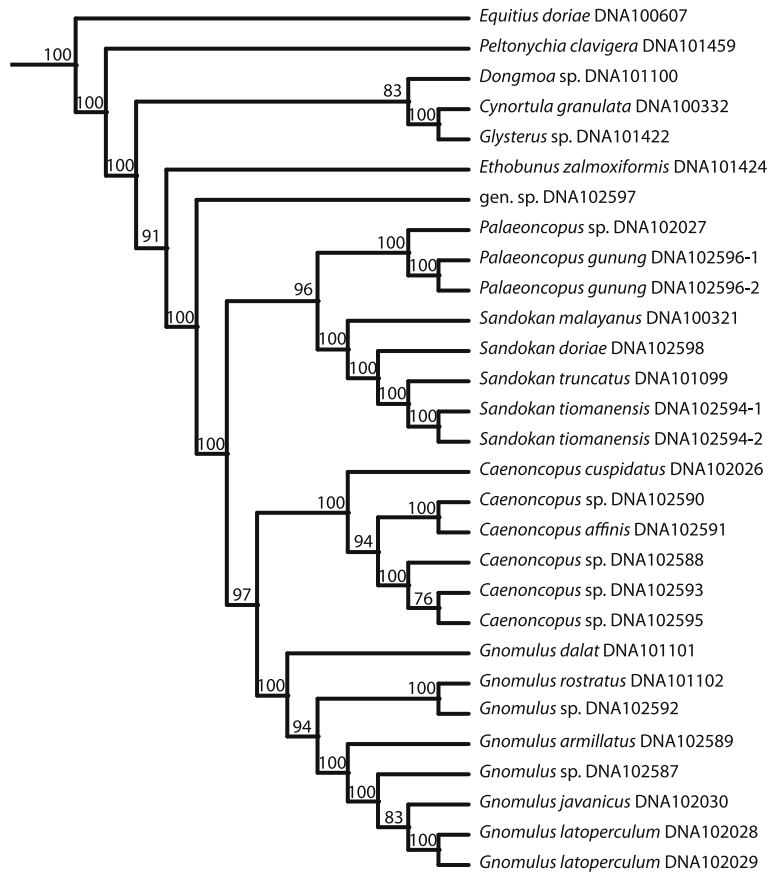 Equitius doriae DNA100607
100
Peltonychia clavigera DNA101459
100
Dongmoa sp. DNA101100
83
Cynortula granulata DNA100332
100
Glysterus sp. DNA101422
100
Ethobunus zalmoxiformis DNA101424
91
gen. sp. DNA102597
100
Palaeoncopus sp. DNA102027
100
Palaeoncopus gunung DNA102596-1
100
Palaeoncopus gunung DNA102596-2
96
Sandokan malayanus DNA100321
100
Sandokan doriae DNA102598
100
Sandokan truncatus DNA101099
100
Sandokan tiomanensis DNA102594-1
100
Sandokan tiomanensis DNA102594-2
100
Caenoncopus cuspidatus DNA102026
100
Caenoncopus sp. DNA102590
100
Caenoncopus affinis DNA102591
94
Caenoncopus sp. DNA102588
100
Caenoncopus sp. DNA102593
76
Caenoncopus sp. DNA102595
97
Gnomulus dalat DNA101101
100
Gnomulus rostratus DNA101102
100
Gnomulus sp. DNA102592
94
Gnomulus armillatus DNA102589
100
Gnomulus sp. DNA102587
100
Gnomulus javanicus DNA102030
83
Gnomulus latoperculum DNA102028
100
Gnomulus latoperculum DNA102029